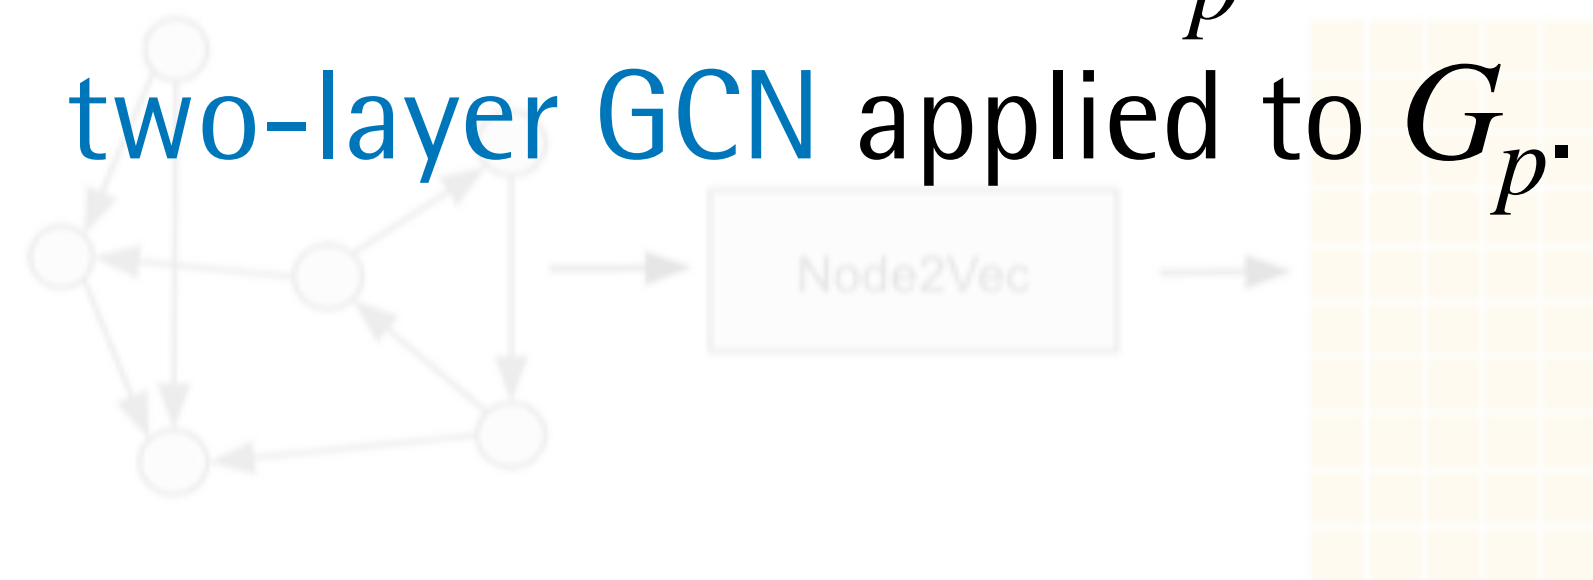 p
two-layer GCN applied to Gₚ.
Node2Vec